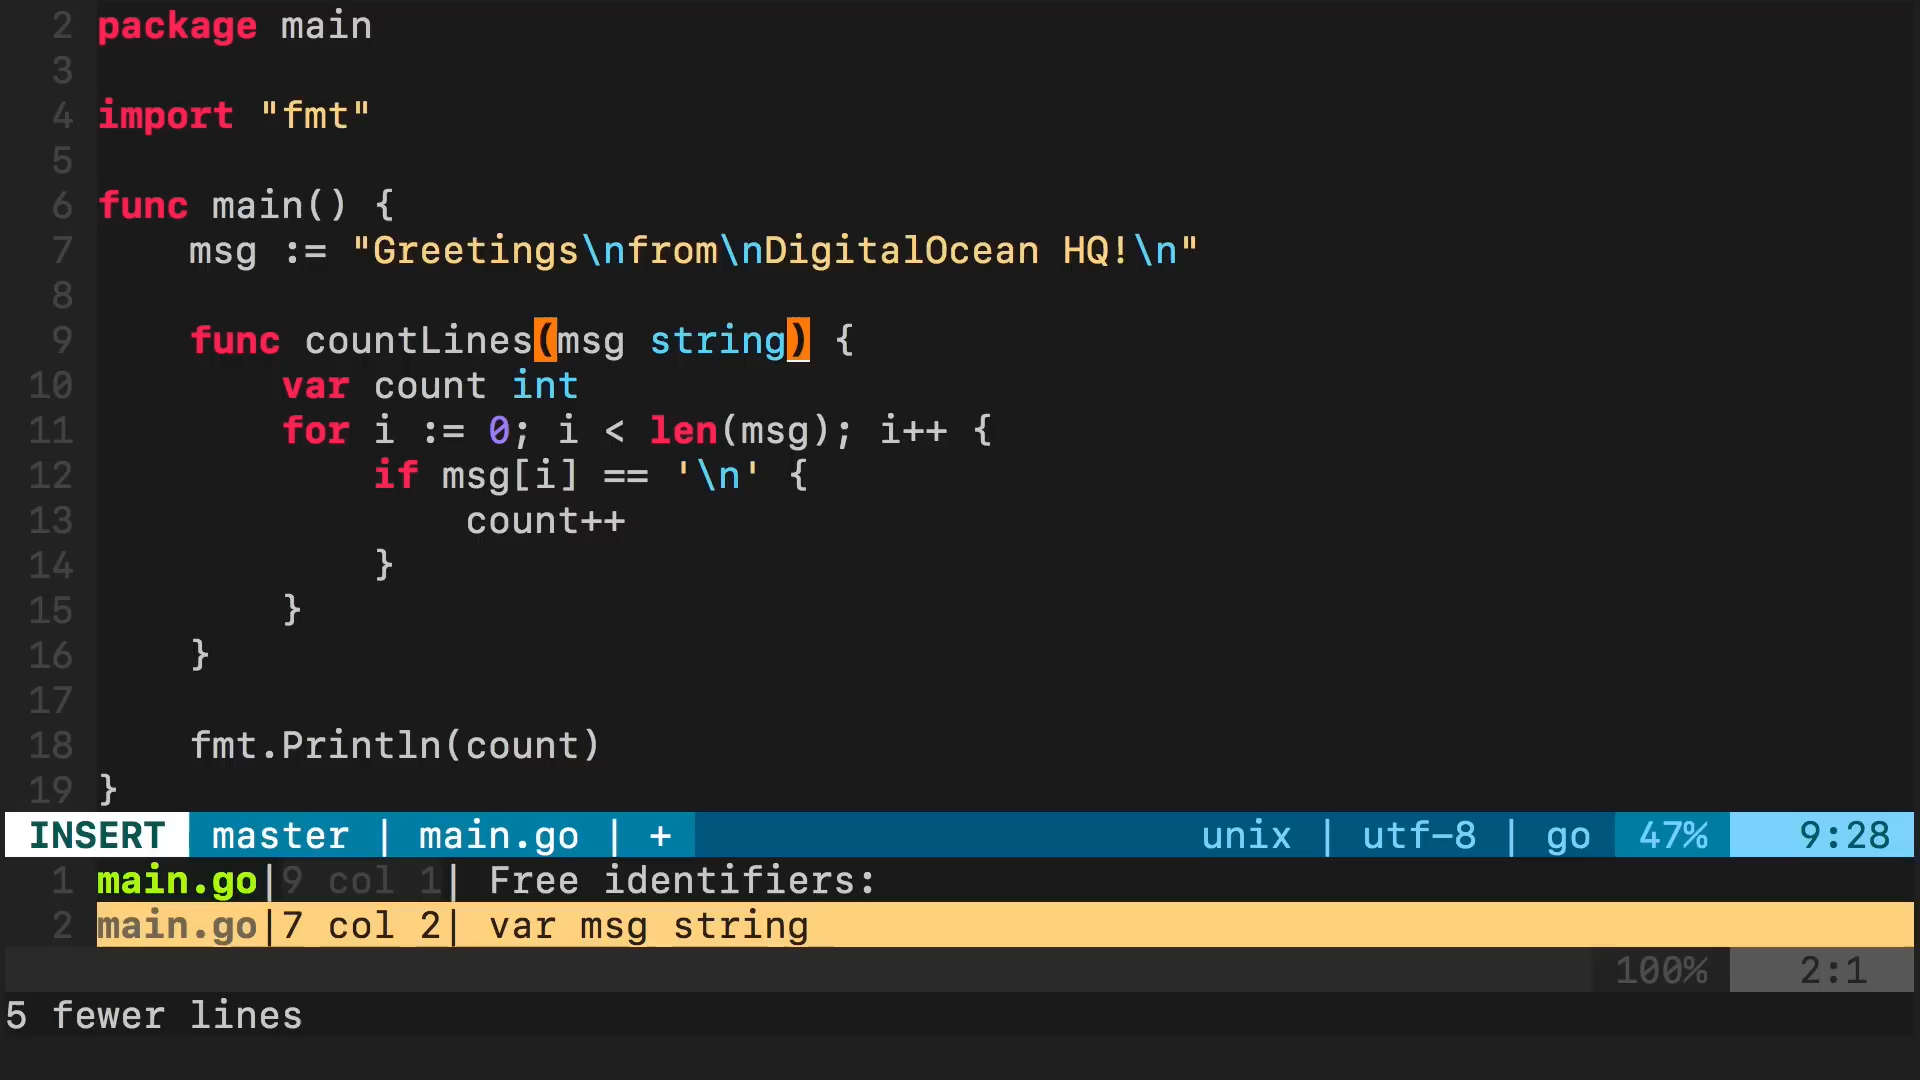 2 package main
3
4 import "fmt"
5
6 func main() {
7     msg := "Greetings\nfrom\nDigitalOcean HQ!\n"
8
9     func countLines(msg string) {
10         var count int
11         for i := 0; i < len(msg); i++ {
12             if msg[i] == '\n' {
13                 count++
14             }
15         }
16     }
17
18     fmt.Println(count)
19 }
INSERT master | main.go | + unix | utf-8 | go 47% 9:28
1 main.go|9 col 1| Free identifiers:
2 main.go|7 col 2| var msg string
100% 2:1
5 fewer lines